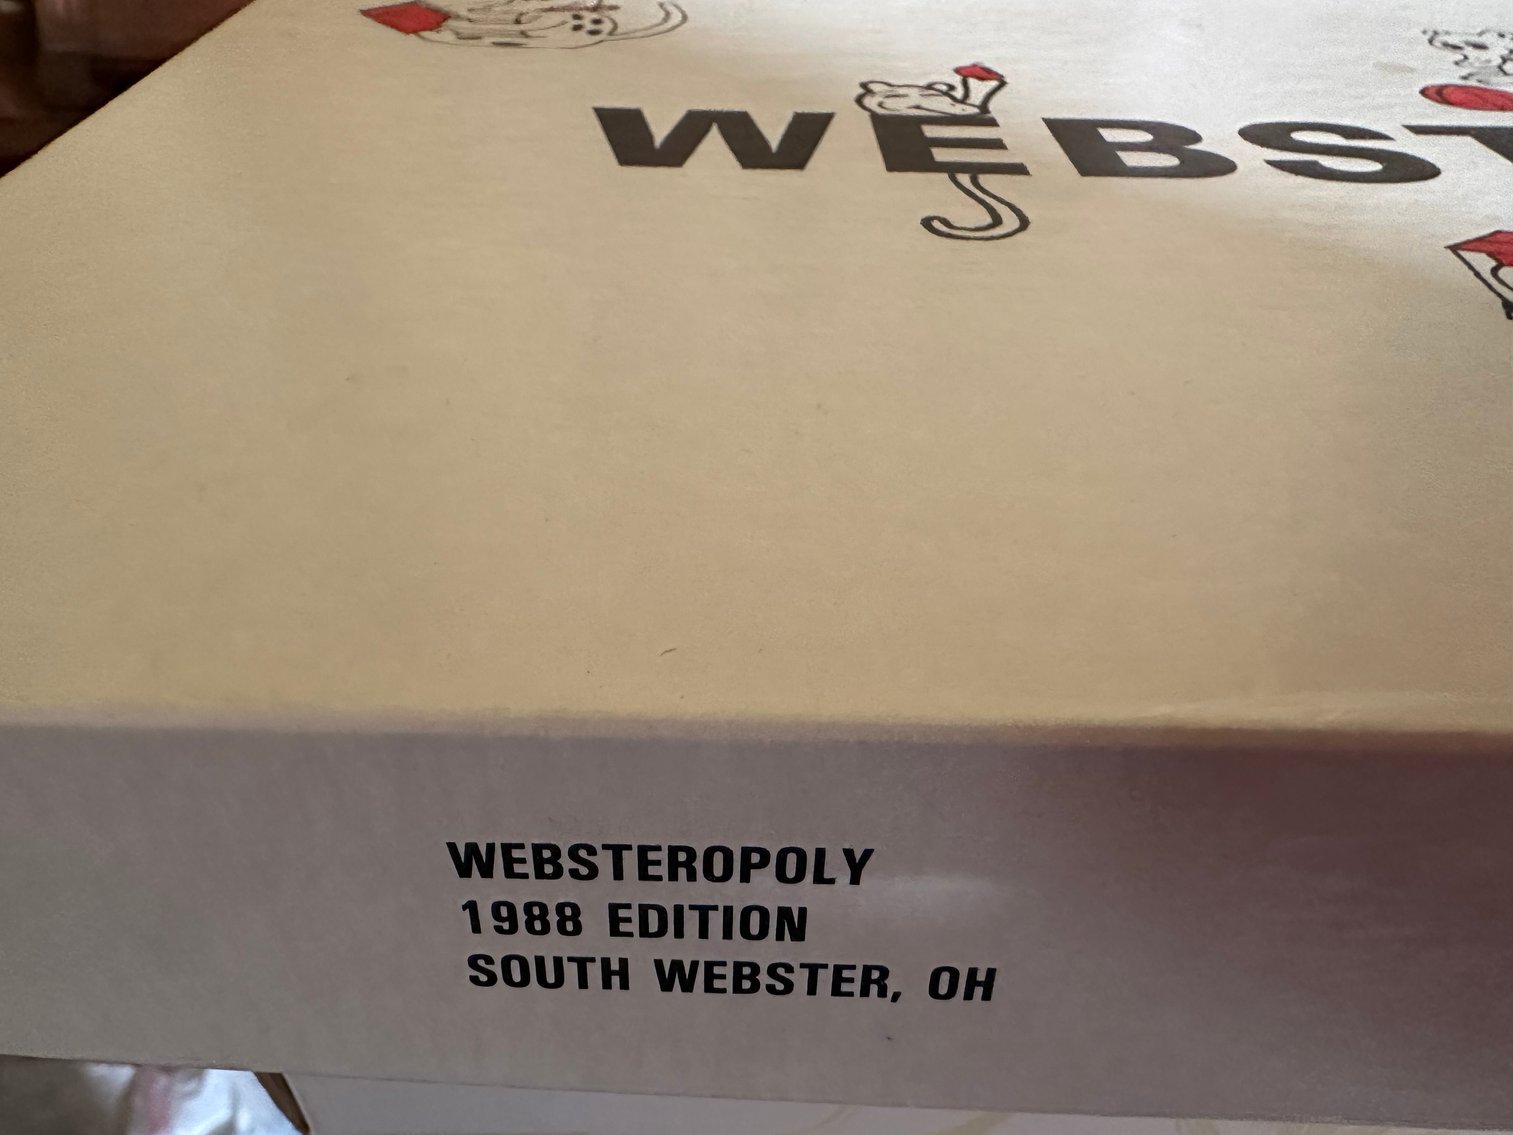 WEBST
WEBSTEROPOLY
1988 EDITION
SOUTH WEBSTER, OH